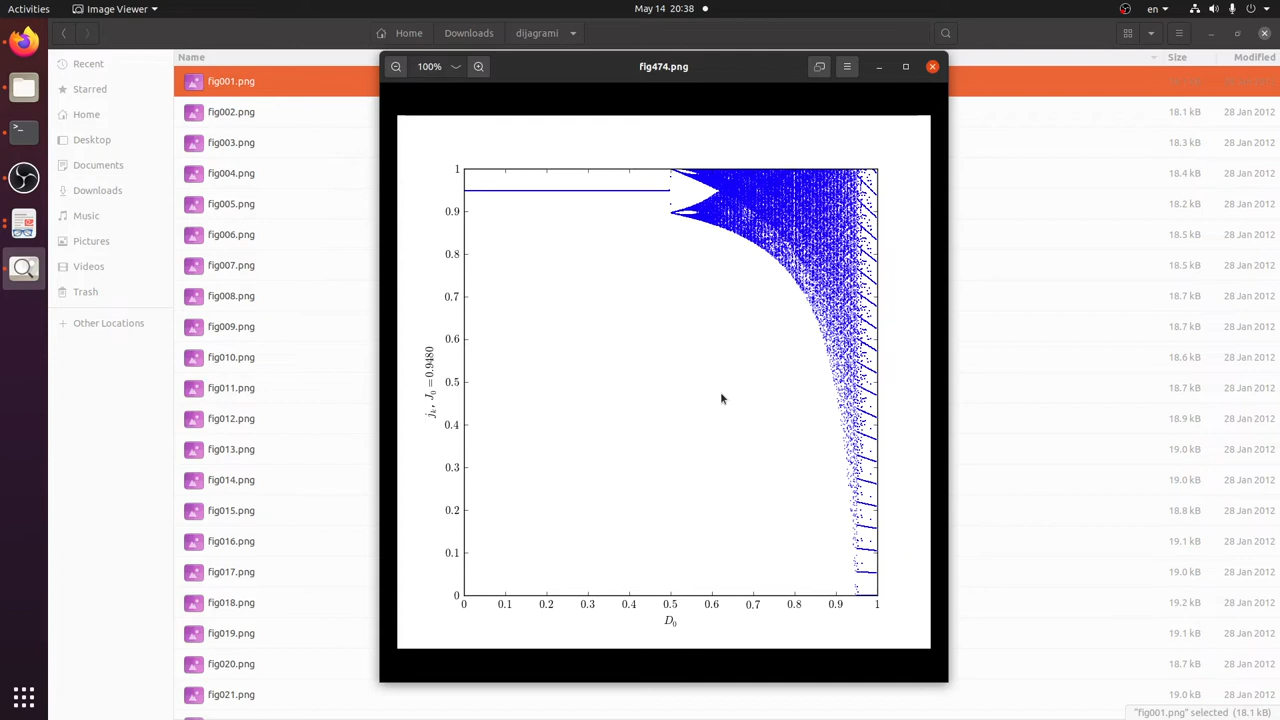 Activities
Image Viewer
May 14 20:38
en
Home
Downloads
dijagrami
Name
Size
Modified
Recent
Starred
Home
Desktop
Documents
Downloads
Music
Pictures
Videos
Trash
Other Locations
fig001.png
fig002.png 18.1 kB 28 Jan 2012
fig003.png 18.3 kB 28 Jan 2012
fig004.png 18.4 kB 28 Jan 2012
fig005.png 18.2 kB 28 Jan 2012
fig006.png 18.5 kB 28 Jan 2012
fig007.png 18.5 kB 28 Jan 2012
fig008.png 18.7 kB 28 Jan 2012
fig009.png 18.7 kB 28 Jan 2012
fig010.png 18.6 kB 28 Jan 2012
fig011.png 18.7 kB 28 Jan 2012
fig012.png 18.9 kB 28 Jan 2012
fig013.png 19.0 kB 28 Jan 2012
fig014.png 19.0 kB 28 Jan 2012
fig015.png 18.8 kB 28 Jan 2012
fig016.png 19.1 kB 28 Jan 2012
fig017.png 19.0 kB 28 Jan 2012
fig018.png 19.2 kB 28 Jan 2012
fig019.png 19.1 kB 28 Jan 2012
fig020.png 18.7 kB 28 Jan 2012
fig021.png 19.0 kB 28 Jan 2012
100%
fig474.png
1
0.9
0.8
0.7
0.6
0.5
0.4
0.3
0.2
0.1
0
jₖ, J₀ = 0.9480
0 0.1 0.2 0.3 0.4 0.5 0.6 0.7 0.8 0.9 1
D₀
"fig001.png" selected (18.1 kB)